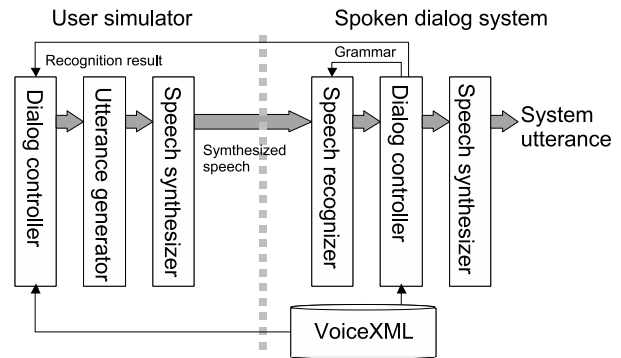 User simulator
Spoken dialog system
Grammar
Recognition result
Dialog controller
Utterance generator
Speech synthesizer
Symthesized
speech
Speech recognizer
Dialog controller
Speech synthesizer
System
utterance
VoiceXML